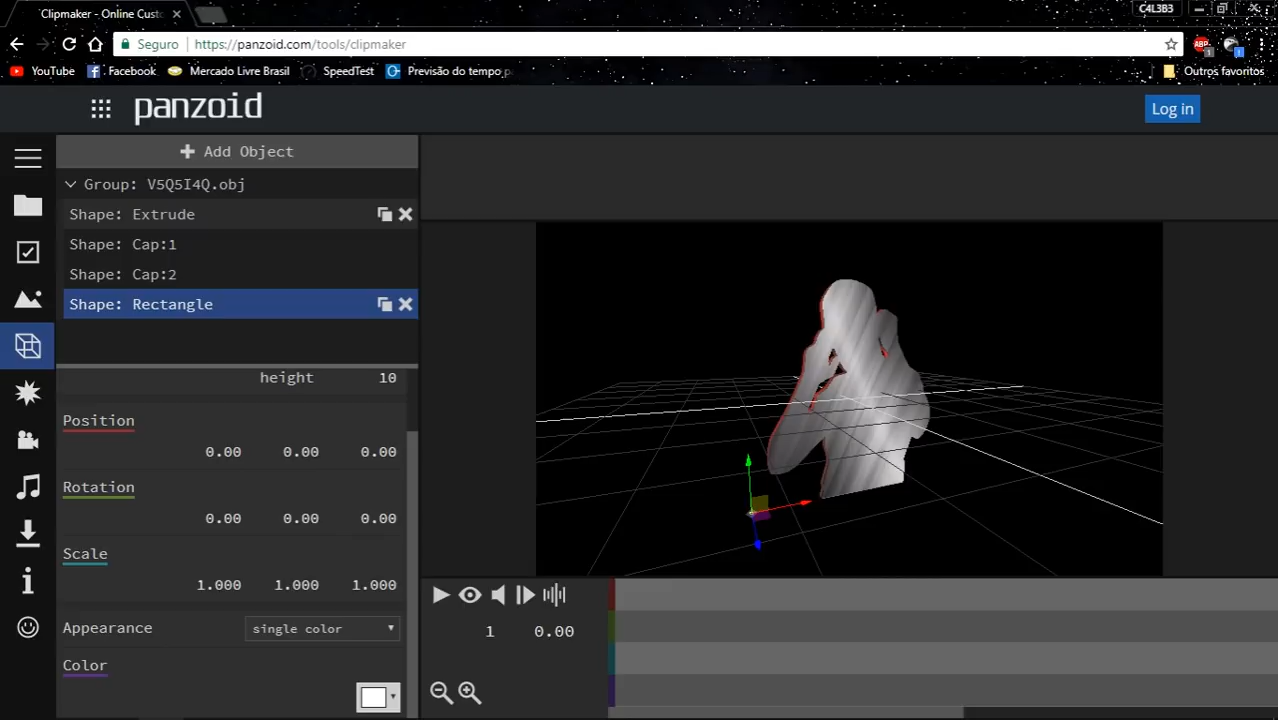 Clipmaker - Online Cust
C4L3B3
Seguro
https://panzoid.com/tools/clipmaker
ABP
1
1
YouTube
Facebook
Mercado Livre Brasil
SpeedTest
Previsão do tempo p
Outros favoritos
panzoid
Log in
Add Object
Group: V5Q5I4Q.obj
Shape: Extrude
Shape: Cap:1
Shape: Cap:2
Shape: Rectangle
height 10
Position
0.00 0.00 0.00
Rotation
0.00 0.00 0.00
Scale
1.000 1.000 1.000
Appearance single color
Color
1 0.00